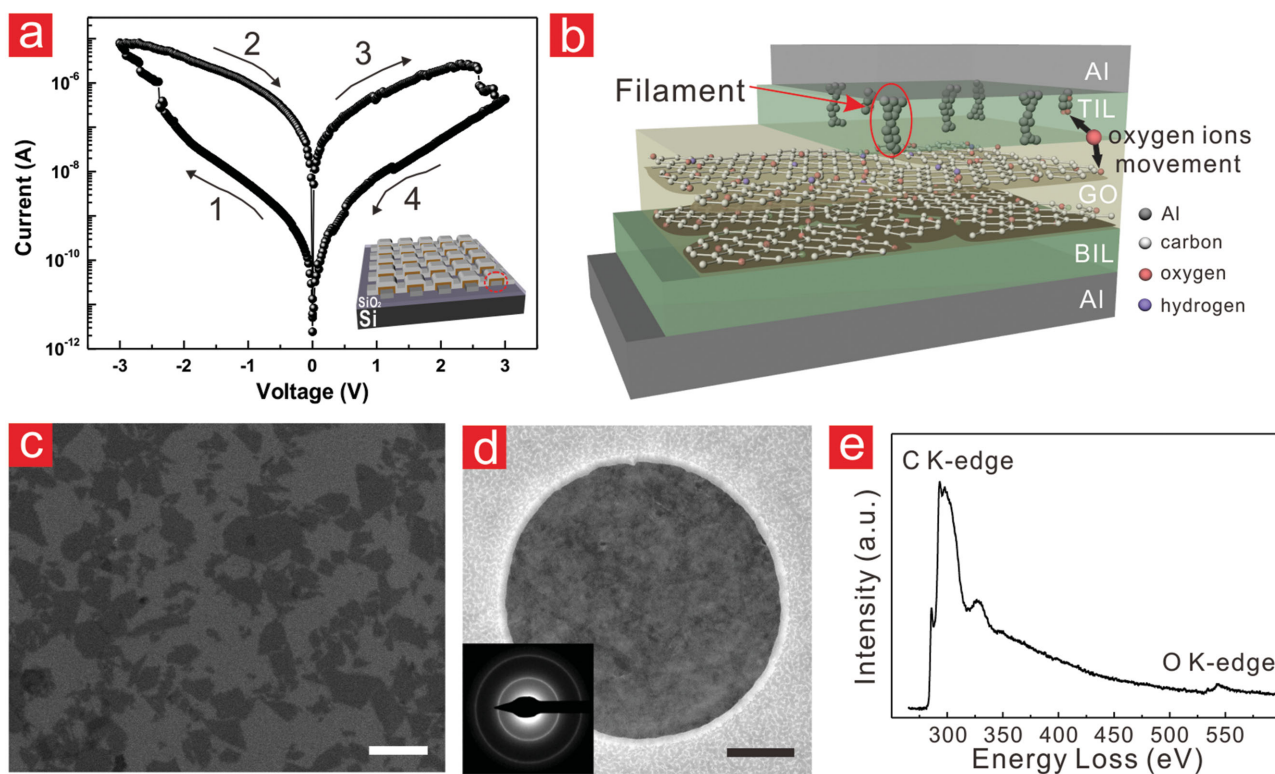 a
10⁻⁶
10⁻⁸
10⁻¹⁰
10⁻¹²
Current (A)
1
2
3
4
SiO₂
Si
-3 -2 -1 0 1 2 3
Voltage (V)
b
Filament
Al
TIL
oxygen ions
movement
GO
BIL
Al
Al
carbon
oxygen
hydrogen
c
d
e
C K-edge
O K-edge
Intensity (a.u.)
300 350 400 450 500 550
Energy Loss (eV)